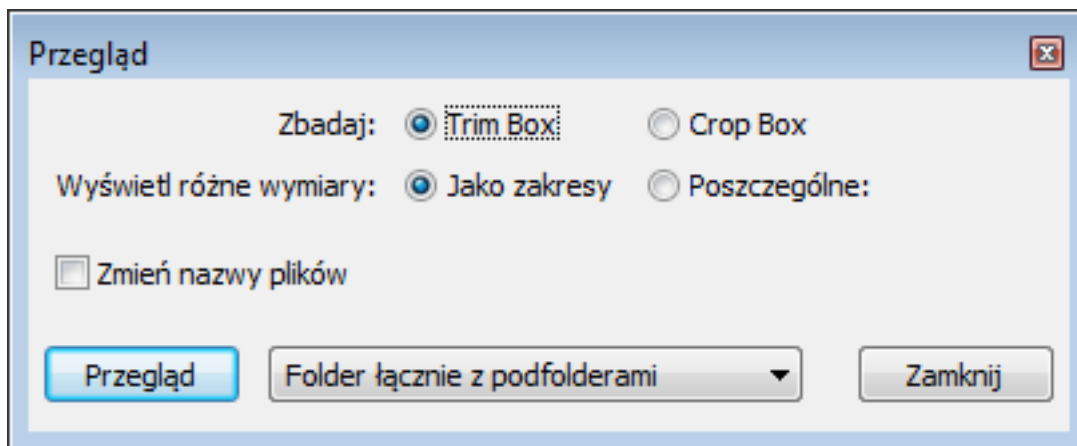 Przegląd
Zbadaj: Trim Box Crop Box
Wyświetl różne wymiary: Jako zakresy Poszczególne:
Zmień nazwy plików
Przegląd Folder łącznie z podfolderami Zamknij